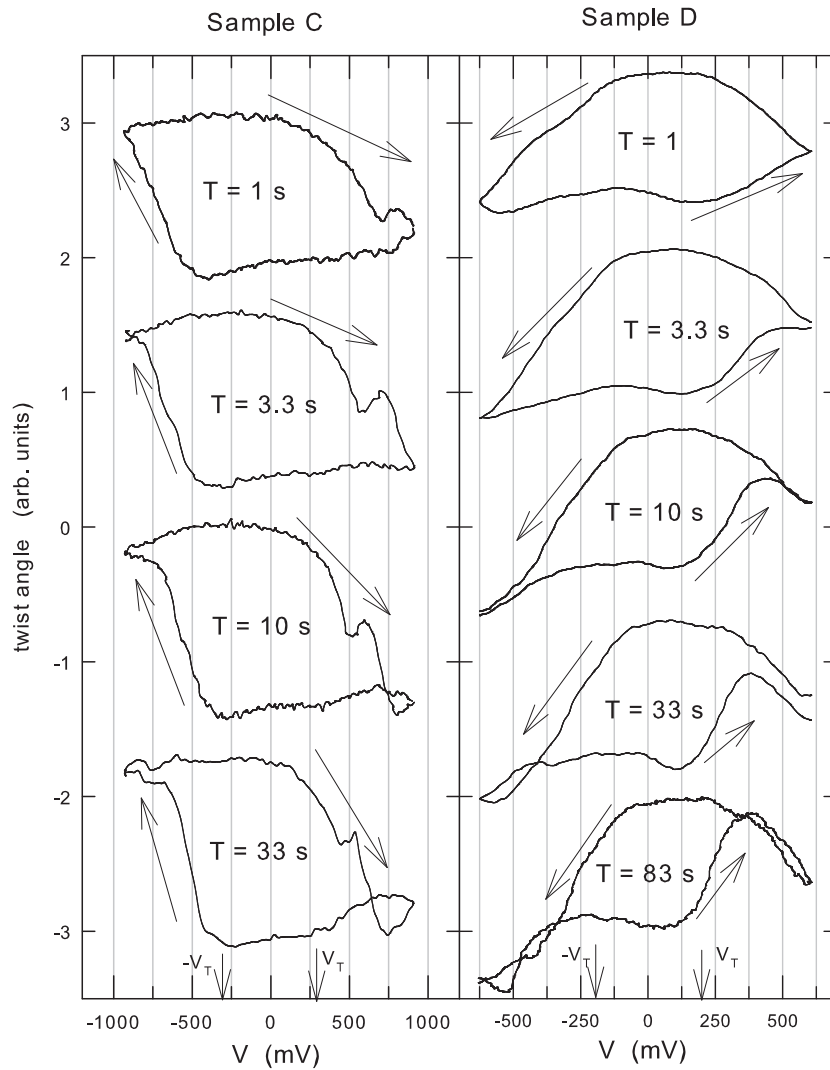 Sample C
Sample D
twist angle (arb. units)
3
2
1
0
-1
-2
-3
T = 1 s
T = 3.3 s
T = 10 s
T = 33 s
-V_T
V_T
-1000
-500
0
500
1000
V (mV)
T = 1
T = 3.3 s
T = 10 s
T = 33 s
T = 83 s
-V_T
V_T
-500
-250
0
250
500
V (mV)